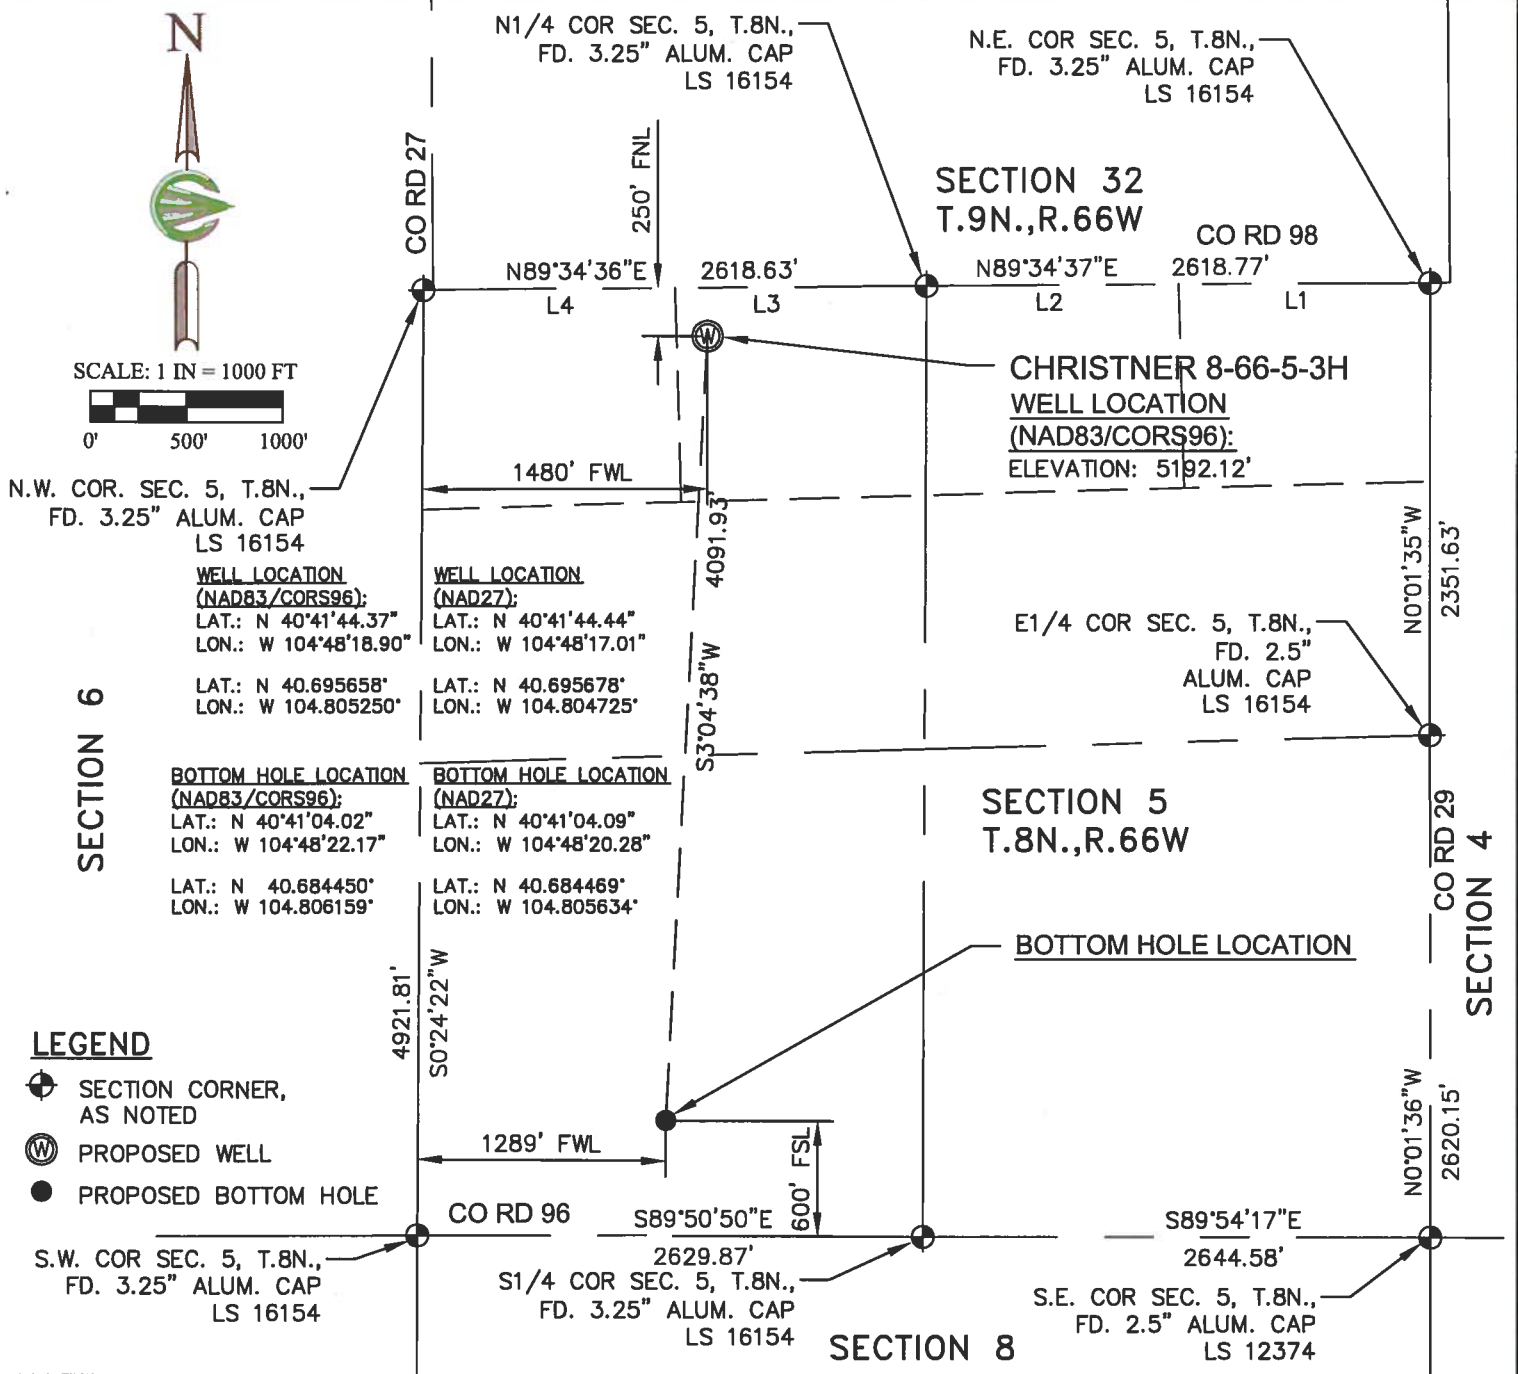 N
N1/4 COR SEC. 5, T.8N.,
FD. 3.25" ALUM. CAP
LS 16154
N.E. COR SEC. 5, T.8N.,
FD. 3.25" ALUM. CAP
LS 16154
CO RD 27
250' FNL
SECTION 32
T.9N.,R.66W
CO RD 98
N89°34'36"E 2618.63'
N89°34'37"E 2618.77'
L4 L3 L2 L1
W
SCALE: 1 IN = 1000 FT
0' 500' 1000'
CHRISTNER 8-66-5-3H
WELL LOCATION
(NAD83/CORS96):
ELEVATION: 5192.12'
1480' FWL
N.W. COR. SEC. 5, T.8N.,
FD. 3.25" ALUM. CAP
LS 16154
4091.93'
S3°04'38"W
N0°01'35"W
2351.63'
WELL LOCATION
(NAD83/CORS96):
LAT.: N 40°41'44.37"
LON.: W 104°48'18.90"
LAT.: N 40.695658°
LON.: W 104.805250°
WELL LOCATION
(NAD27):
LAT.: N 40°41'44.44"
LON.: W 104°48'17.01"
LAT.: N 40.695678°
LON.: W 104.804725°
E1/4 COR SEC. 5, T.8N.,
FD. 2.5"
ALUM. CAP
LS 16154
SECTION 6
BOTTOM HOLE LOCATION
(NAD83/CORS96):
LAT.: N 40°41'04.02"
LON.: W 104°48'22.17"
LAT.: N 40.684450°
LON.: W 104.806159°
BOTTOM HOLE LOCATION
(NAD27):
LAT.: N 40°41'04.09"
LON.: W 104°48'20.28"
LAT.: N 40.684469°
LON.: W 104.805634°
SECTION 5
T.8N.,R.66W
CO RD 29
SECTION 4
BOTTOM HOLE LOCATION
4921.81'
S0°24'22"W
LEGEND
SECTION CORNER,
AS NOTED
W PROPOSED WELL
PROPOSED BOTTOM HOLE
1289' FWL
600' FSL
N0°01'36"W
2620.15'
CO RD 96
S89°50'50"E
2629.87'
S89°54'17"E
2644.58'
S.W. COR SEC. 5, T.8N.,
FD. 3.25" ALUM. CAP
LS 16154
S1/4 COR SEC. 5, T.8N.,
FD. 3.25" ALUM. CAP
LS 16154
S.E. COR SEC. 5, T.8N.,
FD. 2.5" ALUM. CAP
LS 12374
SECTION 8